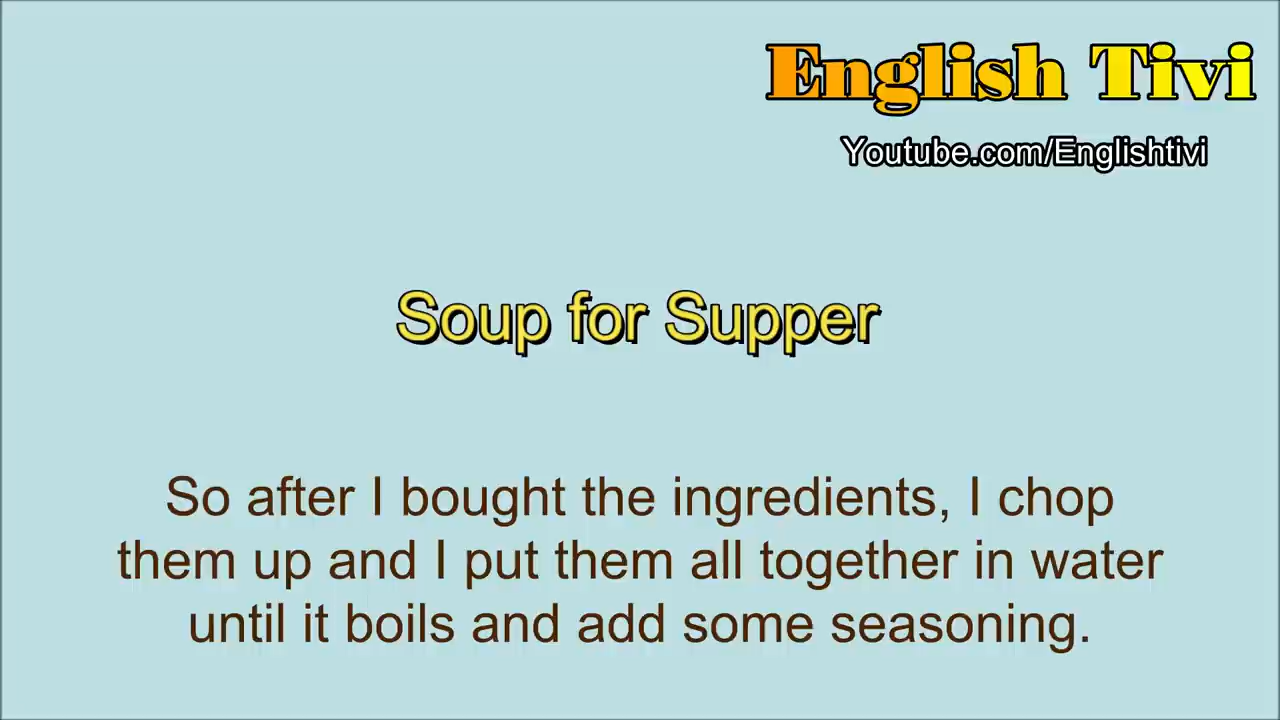 English Tivi
Youtube.com/Englishtivi
Soup for Supper
So after I bought the ingredients, I chop
them up and I put them all together in water
until it boils and add some seasoning.